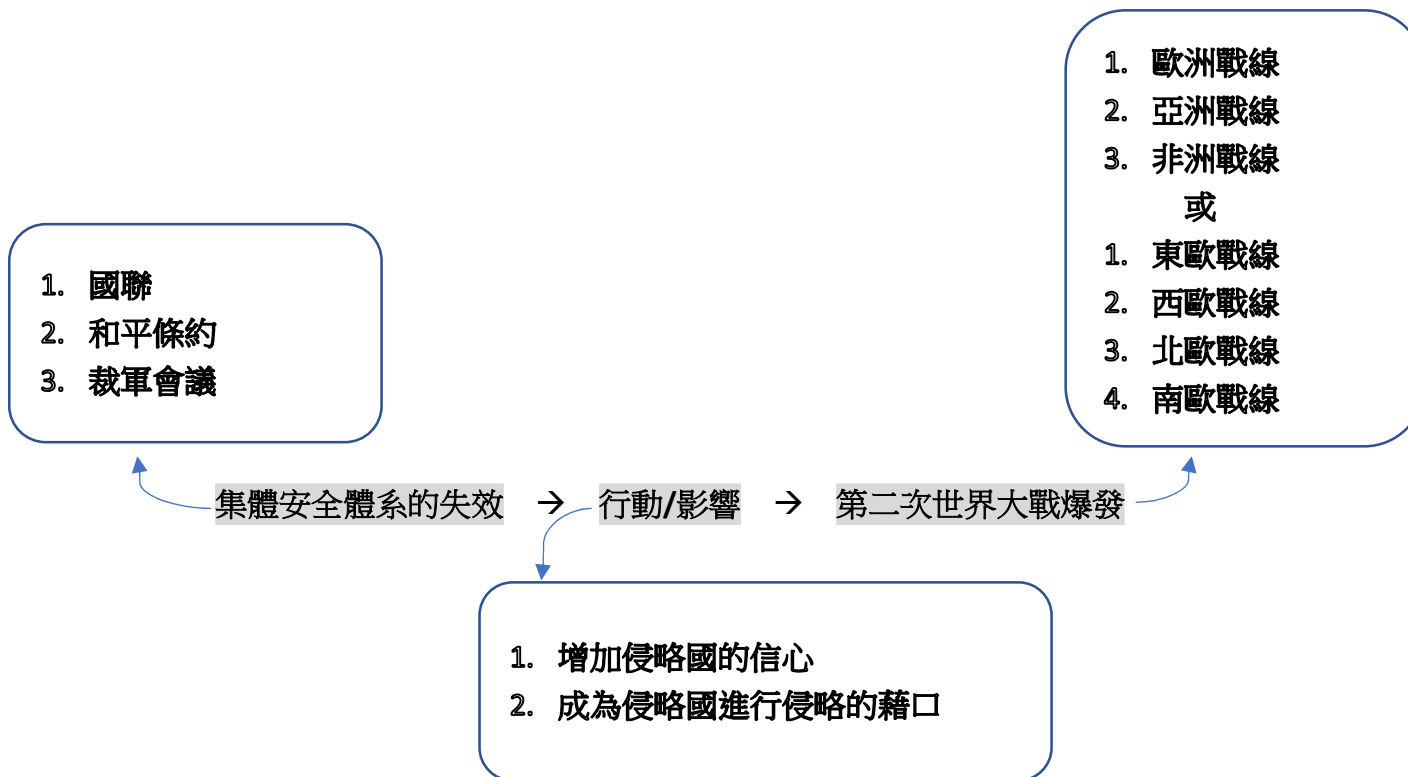 1. 歐洲戰線
2. 亞洲戰線
3. 非洲戰線
或
1. 東歐戰線
2. 西歐戰線
3. 北歐戰線
4. 南歐戰線
1. 國聯
2. 和平條約
3. 裁軍會議
集體安全體系的失效 → 行動/影響 → 第二次世界大戰爆發
1. 增加侵略國的信心
2. 成為侵略國進行侵略的藉口